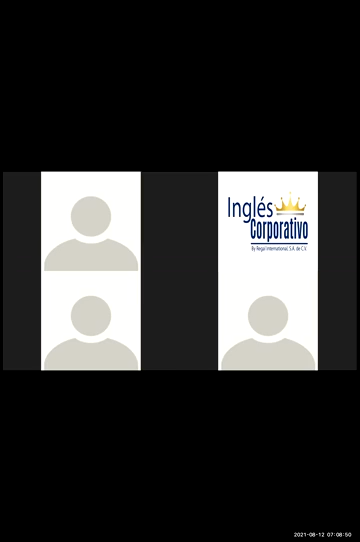 Inglés
Corporativo
By Regal International, S.A. de C.V.
2021-08-12 07:08:50